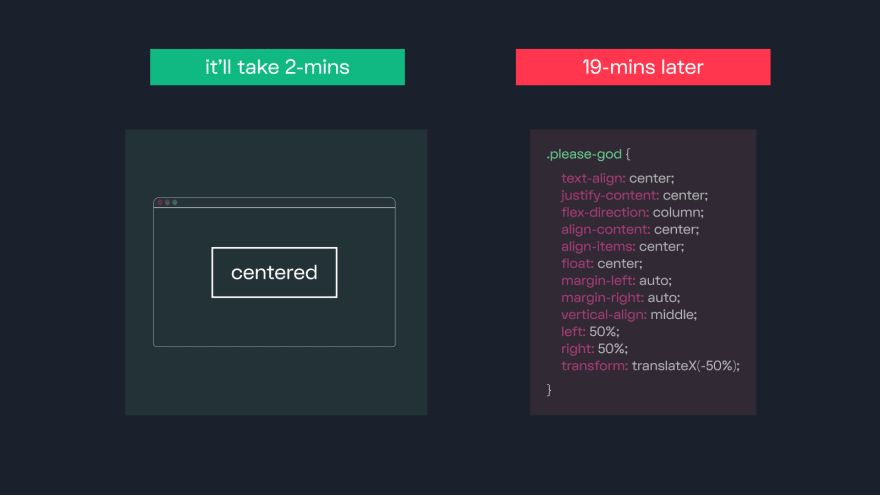 it'll take 2-mins
19-mins later
centered
.please-god {
text-align: center;
justify-content: center;
flex-direction: column;
align-content: center;
align-items: center;
float: center;
margin-left: auto;
margin-right: auto;
vertical-align: middle;
left: 50%;
right: 50%;
transform: translateX(-50%);
}